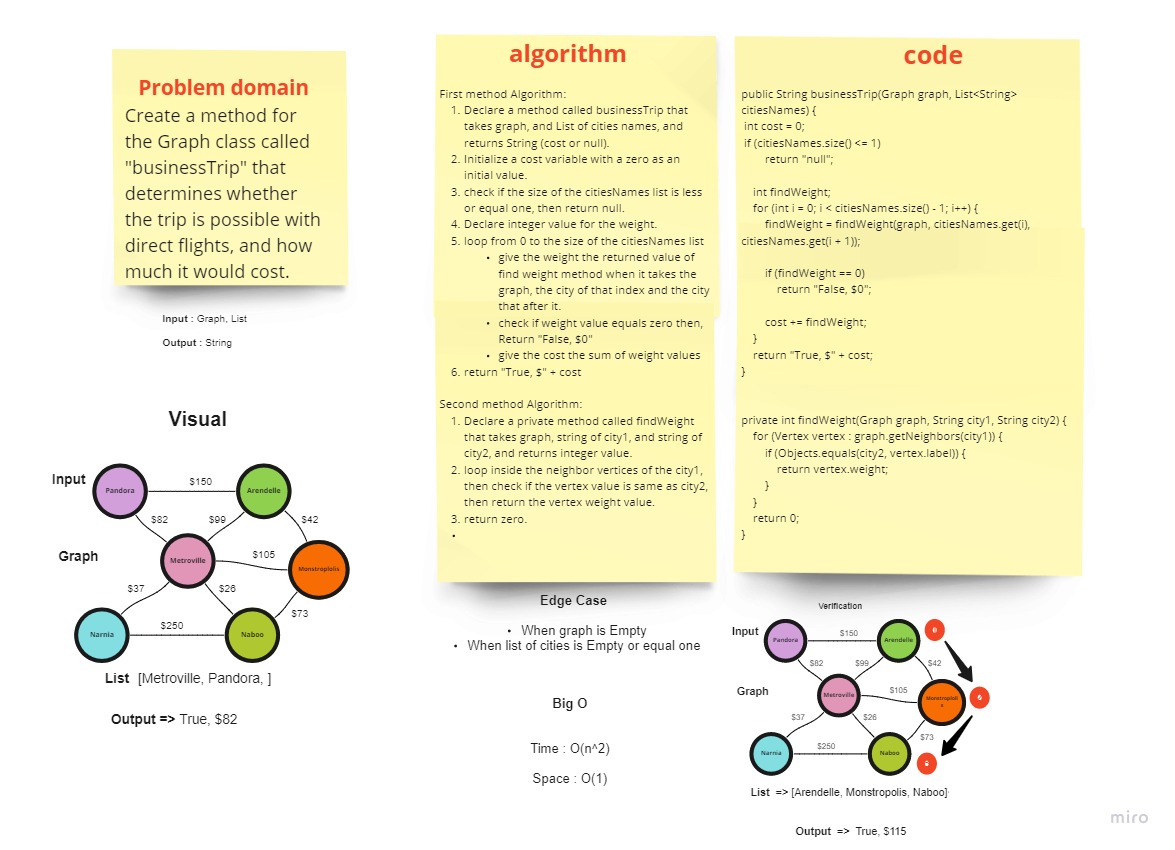 Problem domain
Create a method for
the Graph class called
"businessTrip" that
determines whether
the trip is possible with
direct flights, and how
much it would cost.
Input : Graph, List
Output : String
Visual
Input
Pandora
$150
Arendelle
$82
$99
$42
Graph
Metroville
$105
Monstropolis
$37
$26
$73
Narnia
$250
Naboo
List [Metroville, Pandora, ]
Output => True, $82
algorithm
First method Algorithm:
1. Declare a method called businessTrip that
takes graph, and List of cities names, and
returns String (cost or null).
2. Initialize a cost variable with a zero as an
initial value.
3. check if the size of the citiesNames list is less
or equal one, then return null.
4. Declare integer value for the weight.
5. loop from 0 to the size of the citiesNames list
• give the weight the returned value of
find weight method when it takes the
graph, the city of that index and the city
that after it.
• check if weight value equals zero then,
Return "False, $0"
• give the cost the sum of weight values
6. return "True, $" + cost
Second method Algorithm:
1. Declare a private method called findWeight
that takes graph, string of city1, and string of
city2, and returns integer value.
2. loop inside the neighbor vertices of the city1,
then check if the vertex value is same as city2,
then return the vertex weight value.
3. return zero.
•
Edge Case
• When graph is Empty
• When list of cities is Empty or equal one
Big O
Time : O(n^2)
Space : O(1)
code
public String businessTrip(Graph graph, List<String>
citiesNames) {
int cost = 0;
if (citiesNames.size() <= 1)
return "null";
int findWeight;
for (int i = 0; i < citiesNames.size() - 1; i++) {
findWeight = findWeight(graph, citiesNames.get(i),
citiesNames.get(i + 1));
if (findWeight == 0)
return "False, $0";
cost += findWeight;
}
return "True, $" + cost;
}
private int findWeight(Graph graph, String city1, String city2) {
for (Vertex vertex : graph.getNeighbors(city1)) {
if (Objects.equals(city2, vertex.label)) {
return vertex.weight;
}
}
return 0;
}
Verification
Input
Pandora
$150
Arendelle
$82
$99
$42
Graph
Metroville
$105
Monstropolis
$37
$26
$73
Narnia
$250
Naboo
List => [Arendelle, Monstropolis, Naboo]
Output => True, $115
miro